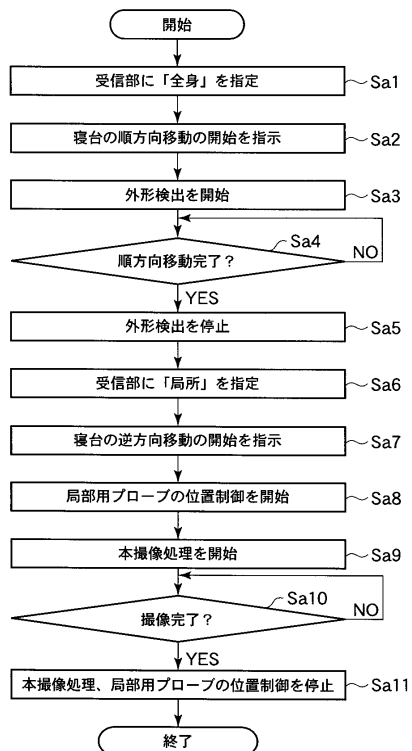 開始
受信部に「全身」を指定 Sa1
寝台の順方向移動の開始を指示 Sa2
外形検出を開始 Sa3
Sa4
順方向移動完了？ NO
YES
外形検出を停止 Sa5
受信部に「局所」を指定 Sa6
寝台の逆方向移動の開始を指示 Sa7
局部用プローブの位置制御を開始 Sa8
本撮像処理を開始 Sa9
Sa10
撮像完了？ NO
YES
本撮像処理、局部用プローブの位置制御を停止 Sa11
終了